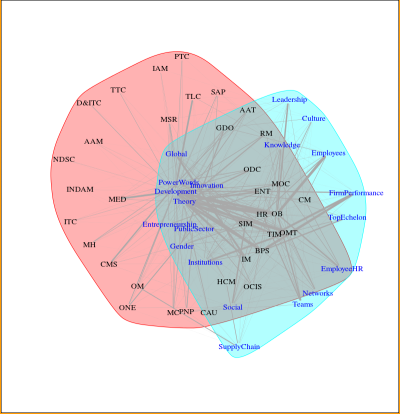 PTC
IAM
TTC
SAP
TLC
D&ITC
Leadership
AAT
MSR
Culture
GDO
RM
AAM
Knowledge
Global
Employees
NDSC
ODC
PowerWords
Innovation
MOC
INDAM
Development
ENT
FirmPerformance
MED
Theory
CM
HR
OB
TopEchelon
ITC
Entrepreneurship
SIM
PublicSector
TIM
OMT
MH
Gender
BPS
CMS
Institutions
IM
EmployeeHR
OM
HCM
OCIS
Networks
ONE
MC
PNP
CAU
Social
Teams
SupplyChain